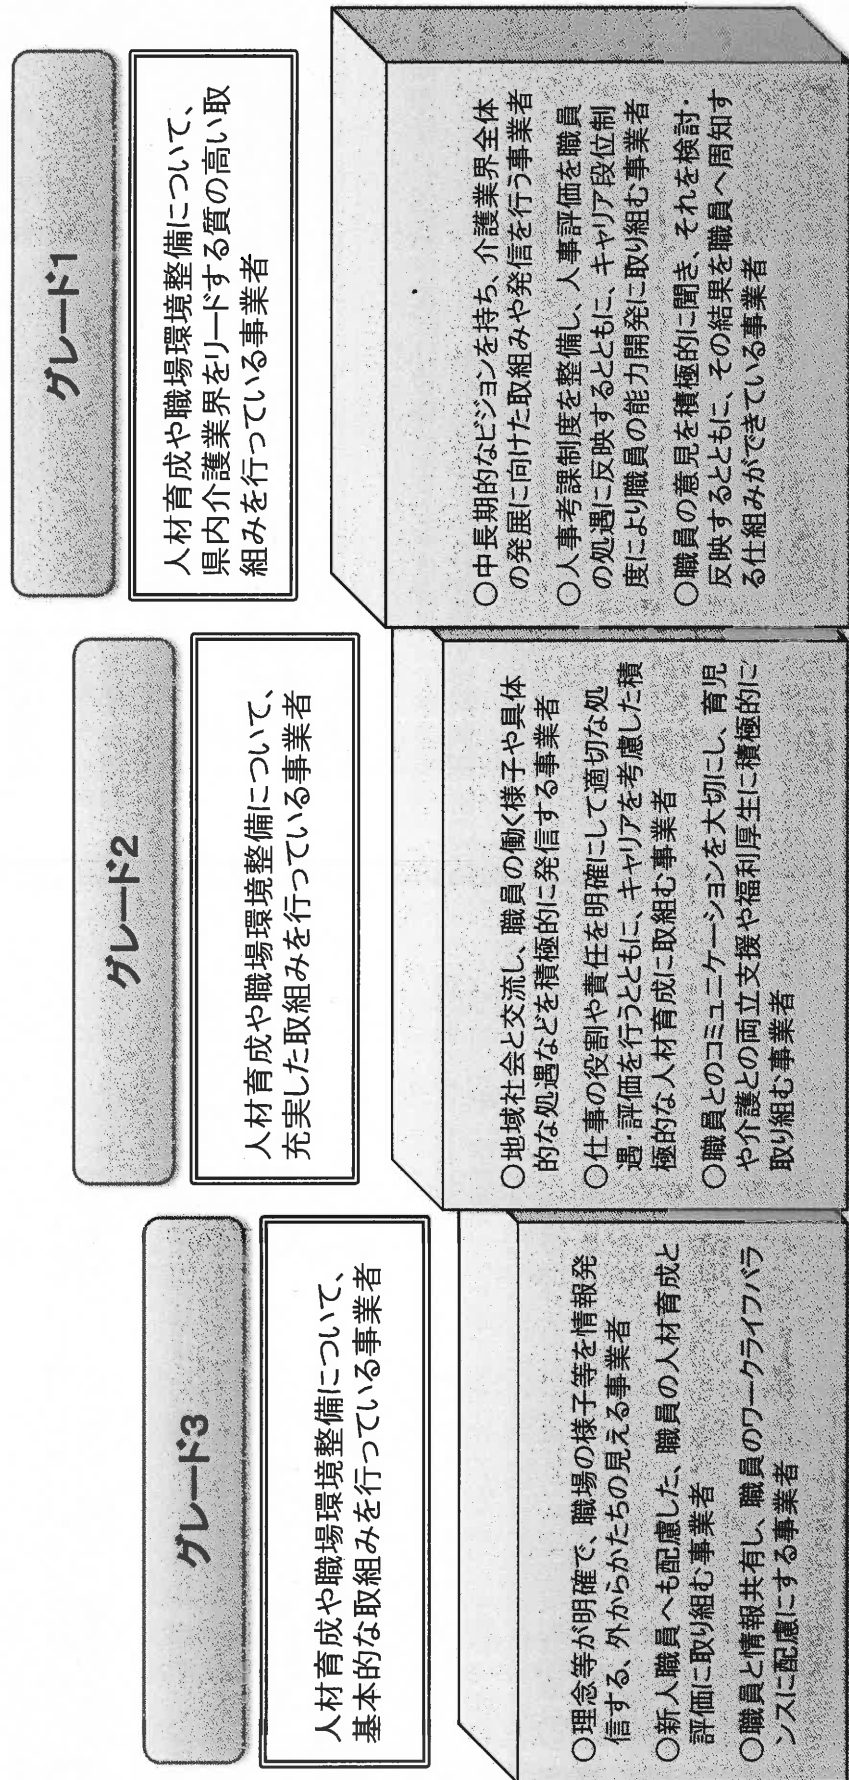 グレード3
人材育成や職場環境整備について、
基本的な取組みを行っている事業者
○理念等が明確で、職場の様子等を情報発
信する、外からかたちの見える事業者
○新人職員へも配慮した、職員の人材育成と
評価に取り組む事業者
○職員と情報共有し、職員のワークライフバラ
ンスに配慮にする事業者
グレード2
人材育成や職場環境整備について、
充実した取組みを行っている事業者
○地域社会と交流し、職員の働く様子や具体
的な処遇などを積極的に発信する事業者
○仕事の役割や責任を明確にして適切な処
遇・評価を行うとともに、キャリアを考慮した積
極的な人材育成に取組む事業者
○職員とのコミュニケーションを大切にし、育児
や介護との両立支援や福利厚生に積極的に
取り組む事業者
グレード1
人材育成や職場環境整備について、
県内介護業界をリードする質の高い取
組みを行っている事業者
○中長期的なビジョンを持ち、介護業界全体
の発展に向けた取組みや発信を行う事業者
○人事考課制度を整備し、人事評価を職員
の処遇に反映するとともに、キャリア段位制
度により職員の能力開発に取り組む事業者
○職員の意見を積極的に聞き、それを検討・
反映するとともに、その結果を職員へ周知す
る仕組みができている事業者